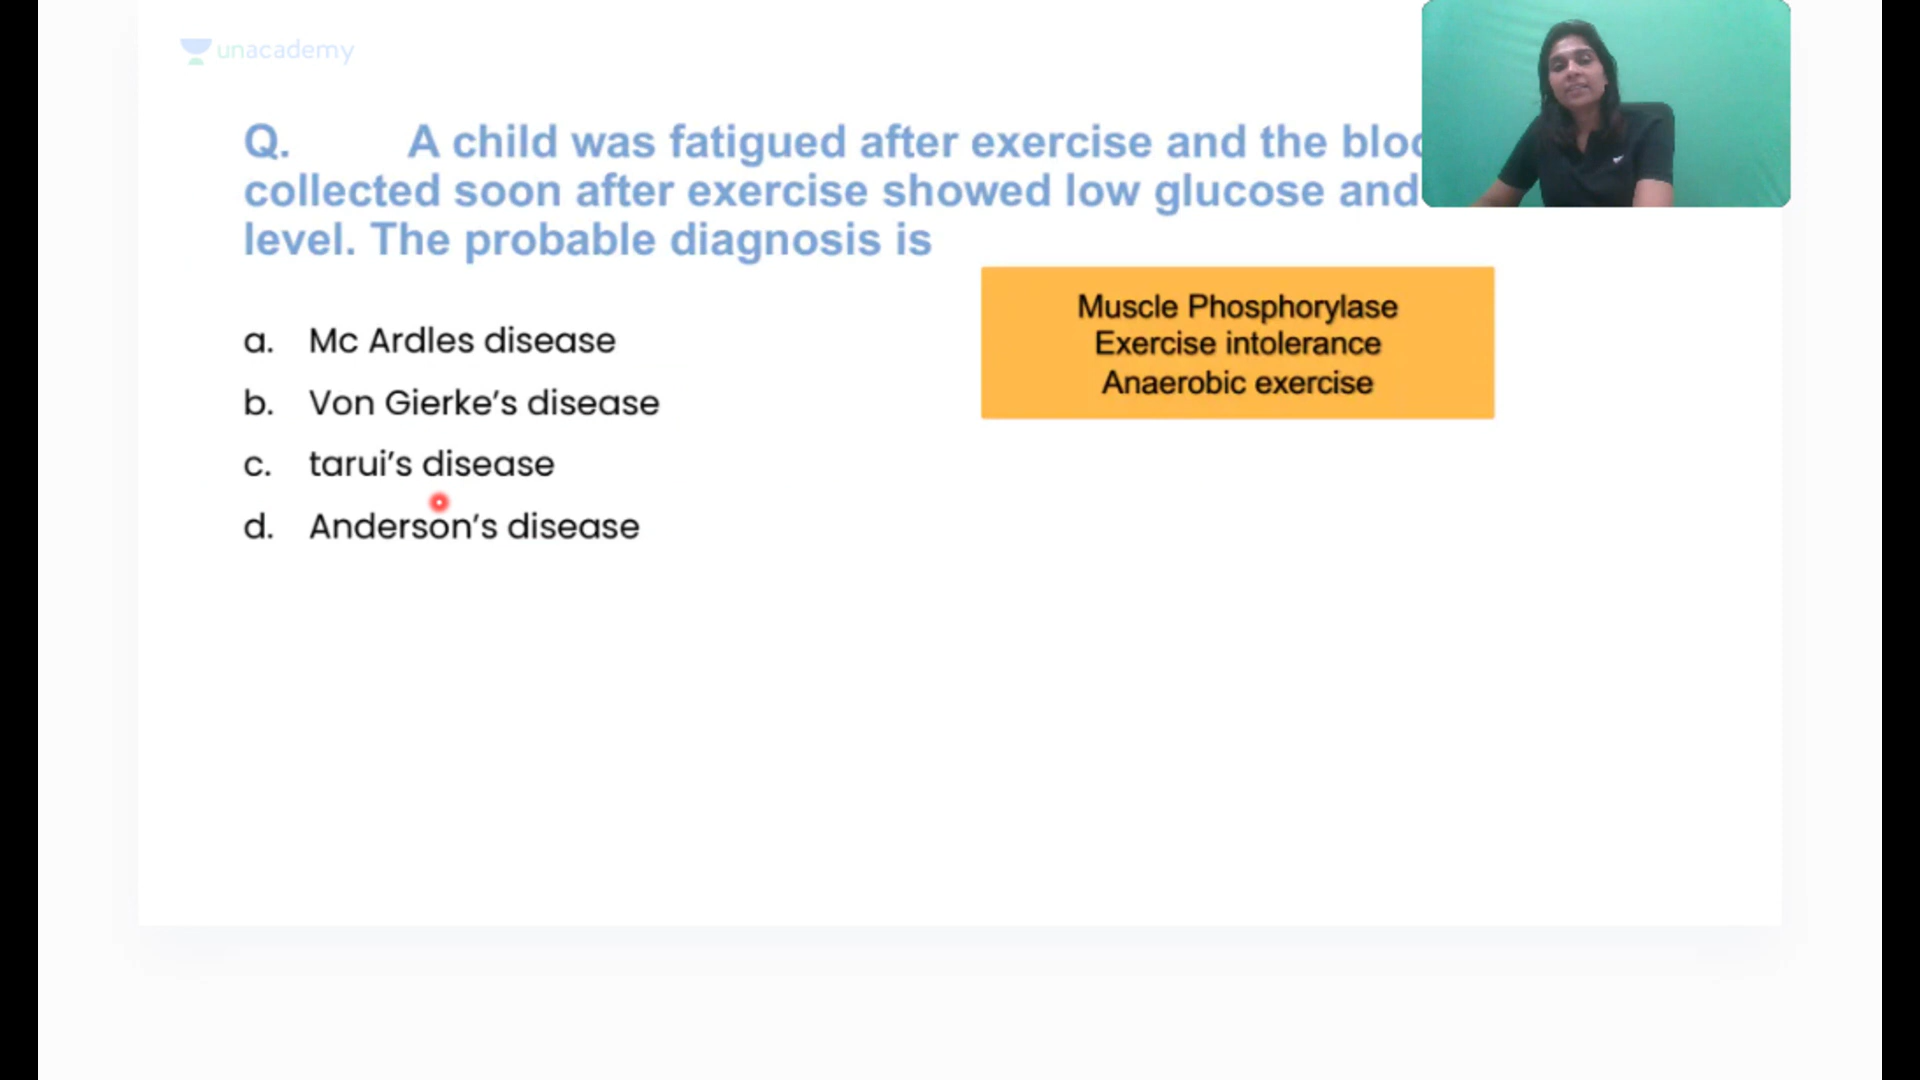 unacademy
Q. A child was fatigued after exercise and the
collected soon after exercise showed low glucose and
level. The probable diagnosis is
Muscle Phosphorylase
Exercise intolerance
Anaerobic exercise
a. Mc Ardles disease
b. Von Gierke’s disease
c. tarui’s disease
d. Anderson’s disease